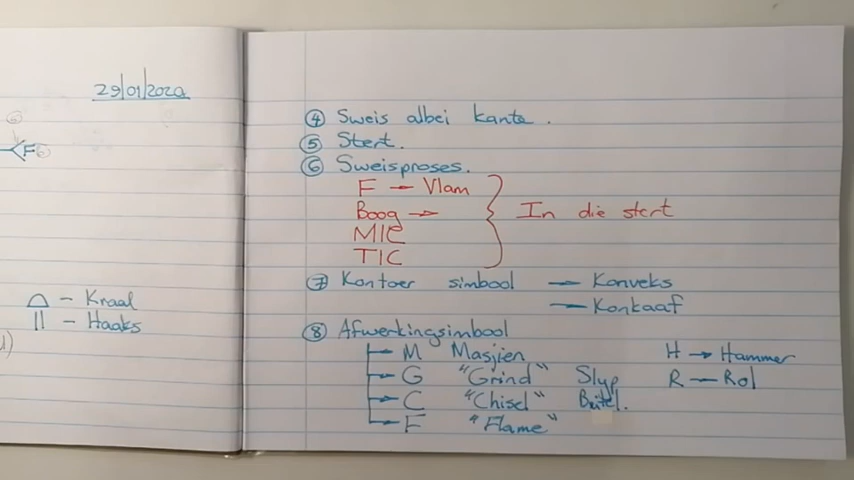 29/01/2020
F
⌓ - Kraal
|| - Haaks
④ Sweis albei kante.
⑤ Stert.
⑥ Sweisproses.
F → Vlam
Boog →
MIG
TIG
In die stert
⑦ Kontoer simbool → Konveks
→ Konkaaf
⑧ Afwerkingsimbool
M Masjien
G "Grind" Slyp
C "Chisel" Beitel.
F "Flame"
H → Hammer
R — Rol